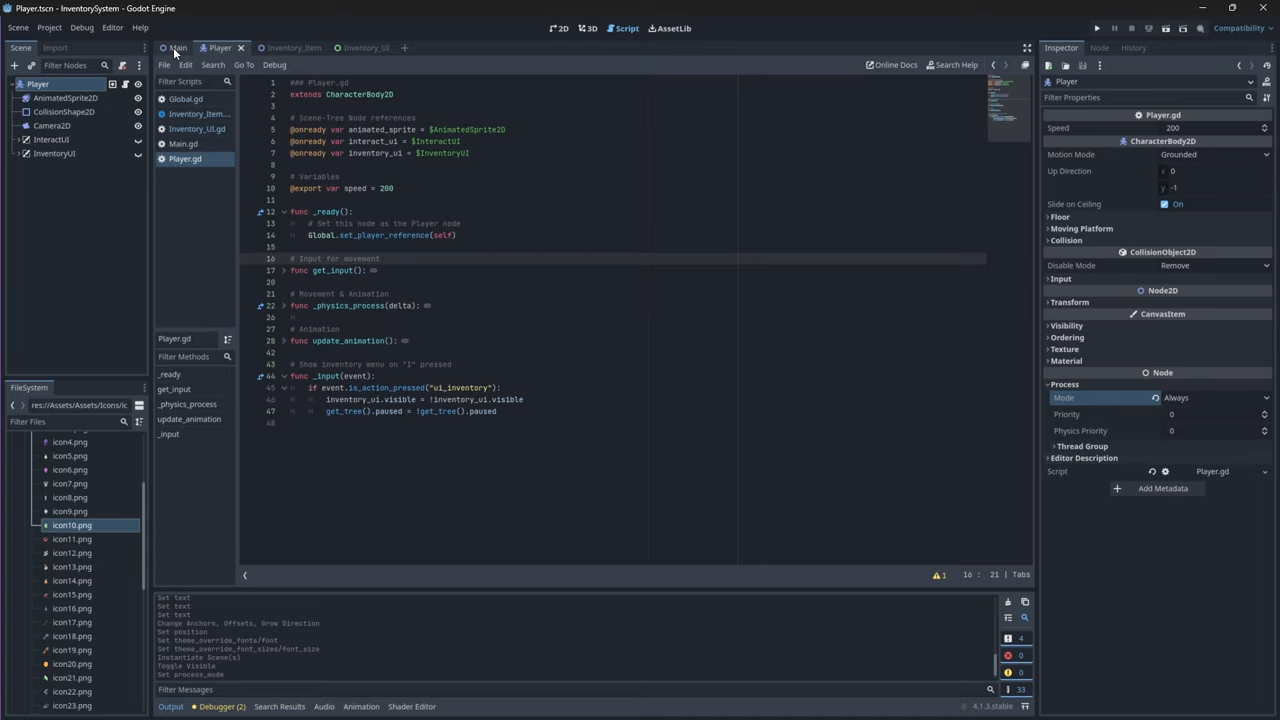 Player.tscn - InventorySystem - Godot Engine
Scene Project Debug Editor Help
2D 3D Script AssetLib
Compatibility
Scene Import
Filter Nodes
Player
AnimatedSprite2D
CollisionShape2D
Camera2D
InteractUI
InventoryUI
FileSystem
res://Assets/Assets/Icons/ic
Filter Files
icon4.png
icon5.png
icon6.png
icon7.png
icon8.png
icon9.png
icon10.png
icon11.png
icon12.png
icon13.png
icon14.png
icon15.png
icon16.png
icon17.png
icon18.png
icon19.png
icon20.png
icon21.png
icon22.png
icon23.png
Main Player Inventory_Item Inventory_UI
File Edit Search Go To Debug
Online Docs Search Help
Filter Scripts
Global.gd
Inventory_Item...
Inventory_UI.gd
Main.gd
Player.gd
Player.gd
Filter Methods
_ready
get_input
_physics_process
update_animation
_input
1 ### Player.gd
2 extends CharacterBody2D
3
4 # Scene-Tree Node references
5 @onready var animated_sprite = $AnimatedSprite2D
6 @onready var interact_ui = $InteractUI
7 @onready var inventory_ui = $InventoryUI
8
9 # Variables
10 @export var speed = 200
11
12 func _ready():
13 # Set this node as the Player node
14 Global.set_player_reference(self)
15
16 # Input for movement
17 func get_input():
20
21 # Movement & Animation
22 func _physics_process(delta):
26
27 # Animation
28 func update_animation():
42
43 # Show inventory menu on "I" pressed
44 func _input(event):
45 if event.is_action_pressed("ui_inventory"):
46 inventory_ui.visible = !inventory_ui.visible
47 get_tree().paused = !get_tree().paused
48
1 16 : 21 | Tabs
Set text
Set text
Set text
Change Anchors, Offsets, Grow Direction
Set position
Set theme_override_fonts/font
Set theme_override_font_sizes/font_size
Instantiate Scene(s)
Toggle Visible
Set process_mode
4
0
0
33
Filter Messages
Output Debugger (2) Search Results Audio Animation Shader Editor
4.1.3.stable
Inspector Node History
Player
Filter Properties
Player.gd
Speed 200
CharacterBody2D
Motion Mode Grounded
Up Direction x 0
y -1
Slide on Ceiling On
Floor
Moving Platform
Collision
CollisionObject2D
Disable Mode Remove
Input
Node2D
Transform
CanvasItem
Visibility
Ordering
Texture
Material
Node
Process
Mode Always
Priority 0
Physics Priority 0
Thread Group
Editor Description
Script Player.gd
Add Metadata